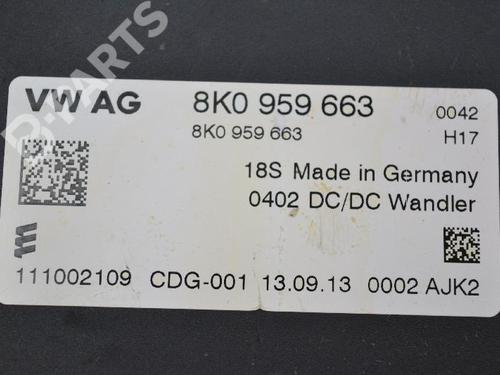 B-PARTS
VW AG 8K0 959 663 0042
8K0 959 663 H17
18S Made in Germany
0402 DC/DC Wandler
111002109 CDG-001 13.09.13 0002 AJK2